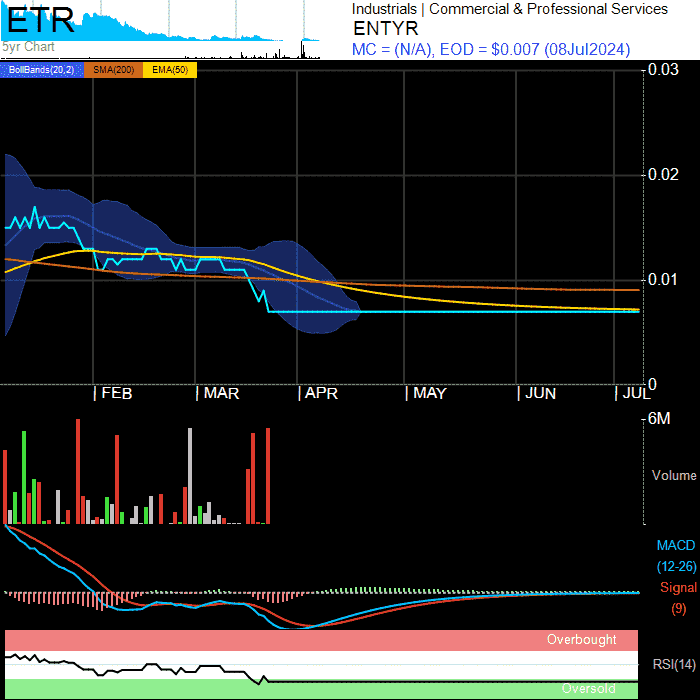 ETR
5yr Chart
Industrials | Commercial & Professional Services
ENTYR
MC = (N/A), EOD = $0.007 (08Jul2024)
BollBands(20,2) SMA(200) EMA(50)
0.03
0.02
0.01
0
FEB MAR APR MAY JUN JUL
6M
Volume
MACD
(12-26)
Signal
(9)
Overbought
RSI(14)
Oversold